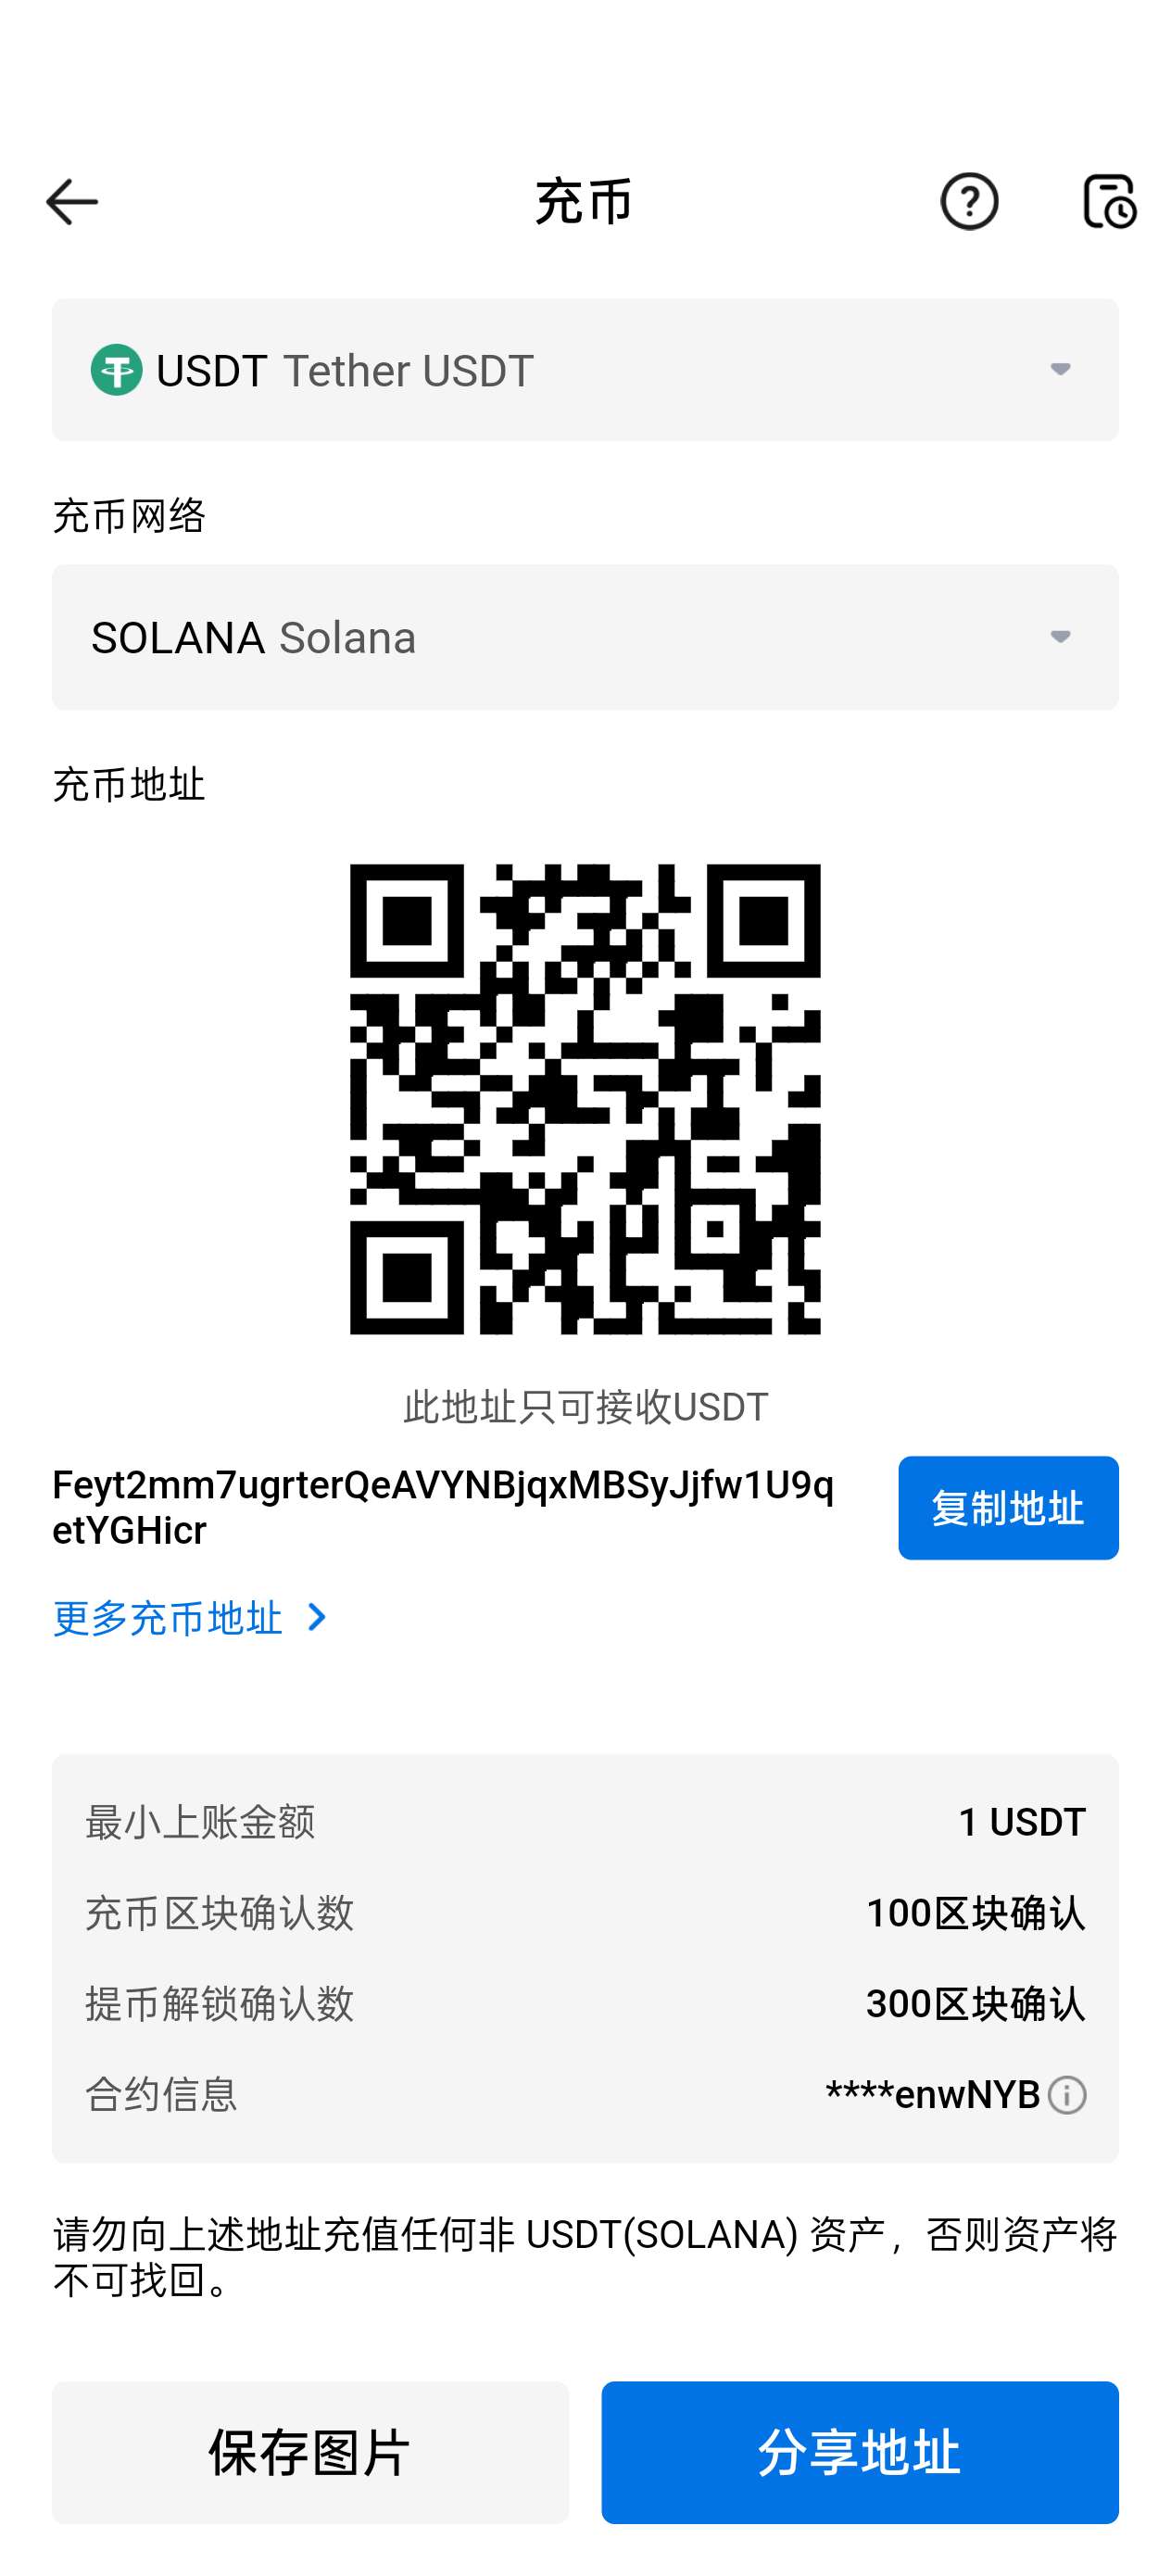 充币
USDT Tether USDT
充币网络
SOLANA Solana
充币地址
此地址只可接收USDT
Feyt2mm7ugrterQeAVYNBjqxMBSyJjfw1U9q
etYGHicr
复制地址
更多充币地址
最小上账金额 1 USDT
充币区块确认数 100区块确认
提币解锁确认数 300区块确认
合约信息 ****enwNYB
请勿向上述地址充值任何非 USDT(SOLANA) 资产，否则资产将
不可找回。
保存图片 分享地址